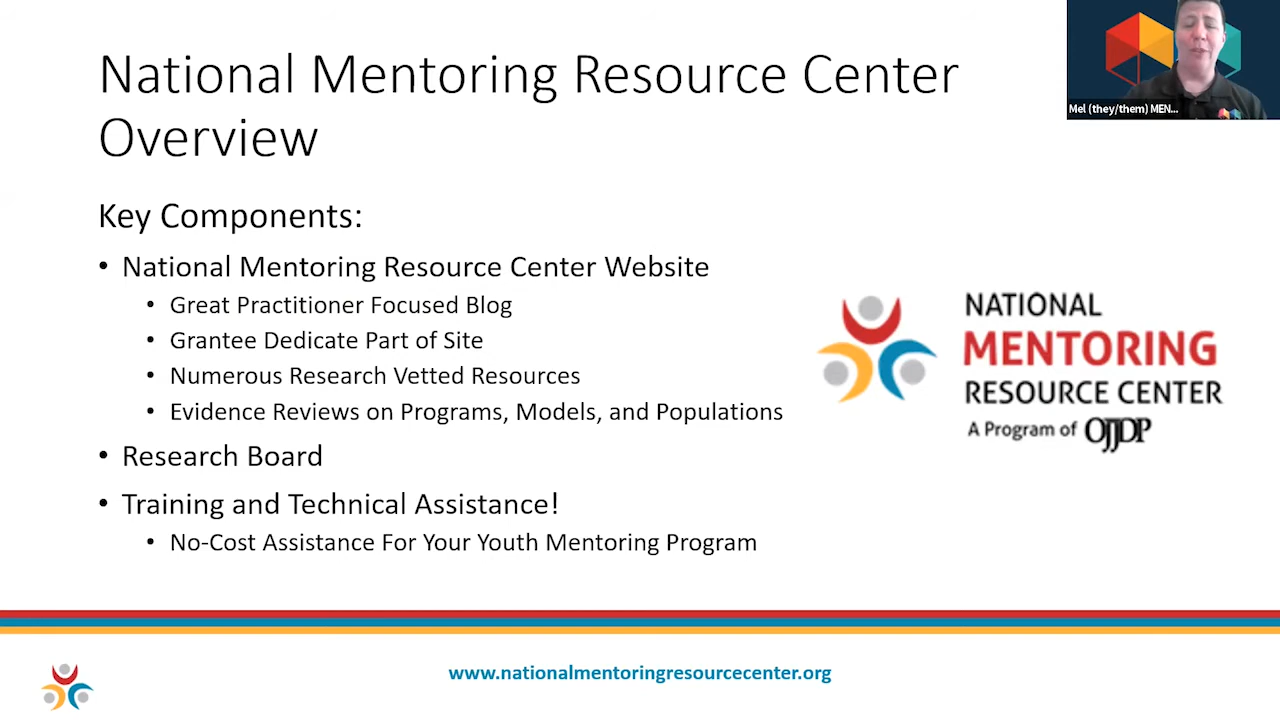 National Mentoring Resource Center
Overview
Mel (they/them) MEN...
Key Components:
• National Mentoring Resource Center Website
• Great Practitioner Focused Blog
• Grantee Dedicate Part of Site
• Numerous Research Vetted Resources
• Evidence Reviews on Programs, Models, and Populations
• Research Board
• Training and Technical Assistance!
• No-Cost Assistance For Your Youth Mentoring Program
NATIONAL
MENTORING
RESOURCE CENTER
A Program of OJJDP
www.nationalmentoringresourcecenter.org